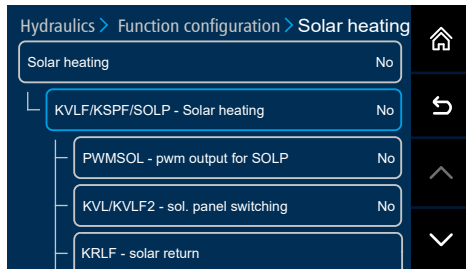 Hydraulics > Function configuration > Solar heating
Solar heating No
KVLF/KSPF/SOLP - Solar heating No
PWMSOL - pwm output for SOLP No
KVL/KVLF2 - sol. panel switching No
KRLF - solar return